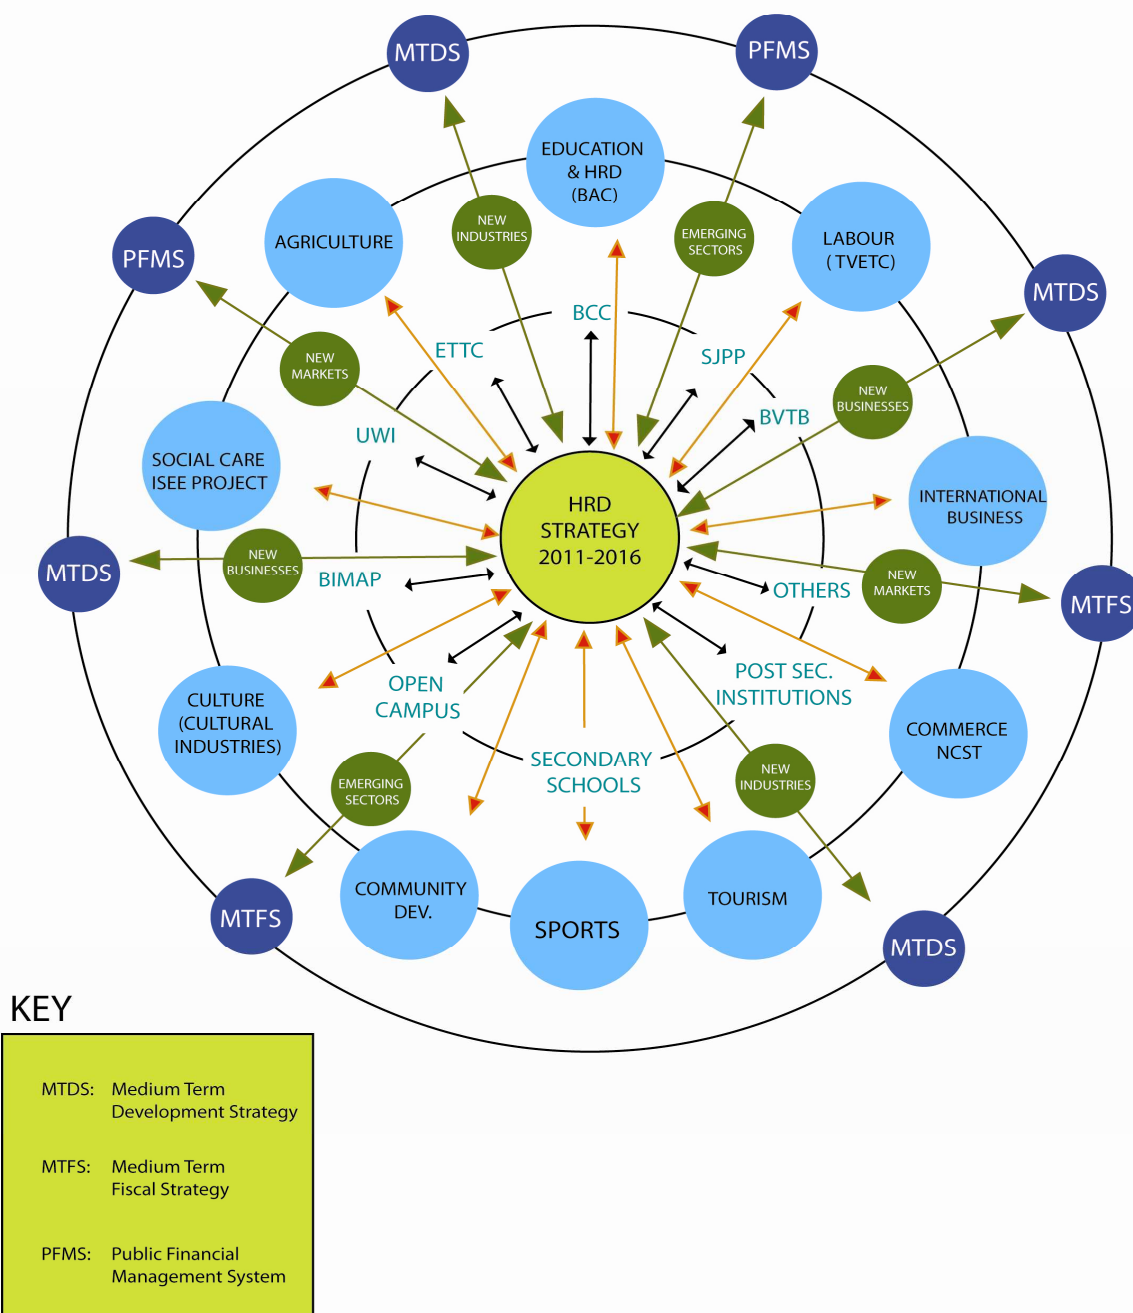 MTDS
PFMS
EDUCATION
& HRD
(BAC)
AGRICULTURE
NEW
INDUSTRIES
EMERGING
SECTORS
LABOUR
( TVETC)
PFMS
MTDS
BCC
ETTC
SJPP
NEW
MARKETS
NEW
BUSINESSES
UWI
BVTB
SOCIAL CARE
ISEE PROJECT
HRD
STRATEGY
2011-2016
INTERNATIONAL
BUSINESS
MTDS
NEW
BUSINESSES
BIMAP
OTHERS
NEW
MARKETS
MTFS
CULTURE
(CULTURAL
INDUSTRIES)
OPEN
CAMPUS
POST SEC.
INSTITUTIONS
COMMERCE
NCST
SECONDARY
SCHOOLS
EMERGING
SECTORS
NEW
INDUSTRIES
COMMUNITY
DEV.
SPORTS
TOURISM
MTFS
MTDS
KEY
MTDS: Medium Term
Development Strategy
MTFS: Medium Term
Fiscal Strategy
PFMS: Public Financial
Management System